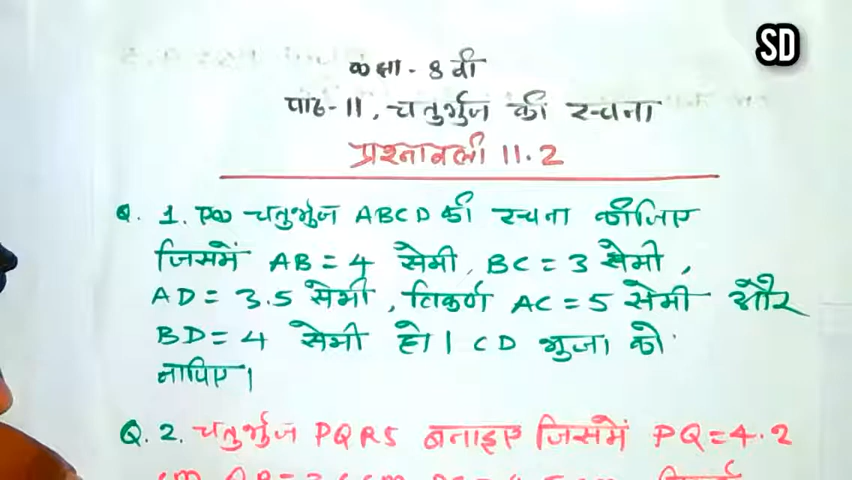 SD
कक्षा - 8 वी
पाठ-11, चतुर्भुज की रचना
प्रश्नावली 11.2
Q. 1. एक चतुर्भुज ABCD की रचना कीजिए
जिसमें AB = 4 सेमी, BC = 3 सेमी,
AD = 3.5 सेमी, विकर्ण AC = 5 सेमी और
BD = 4 सेमी हो। CD भुजा को
नापिए।
Q. 2. चतुर्भुज PQRS बनाइए जिसमें PQ = 4.2